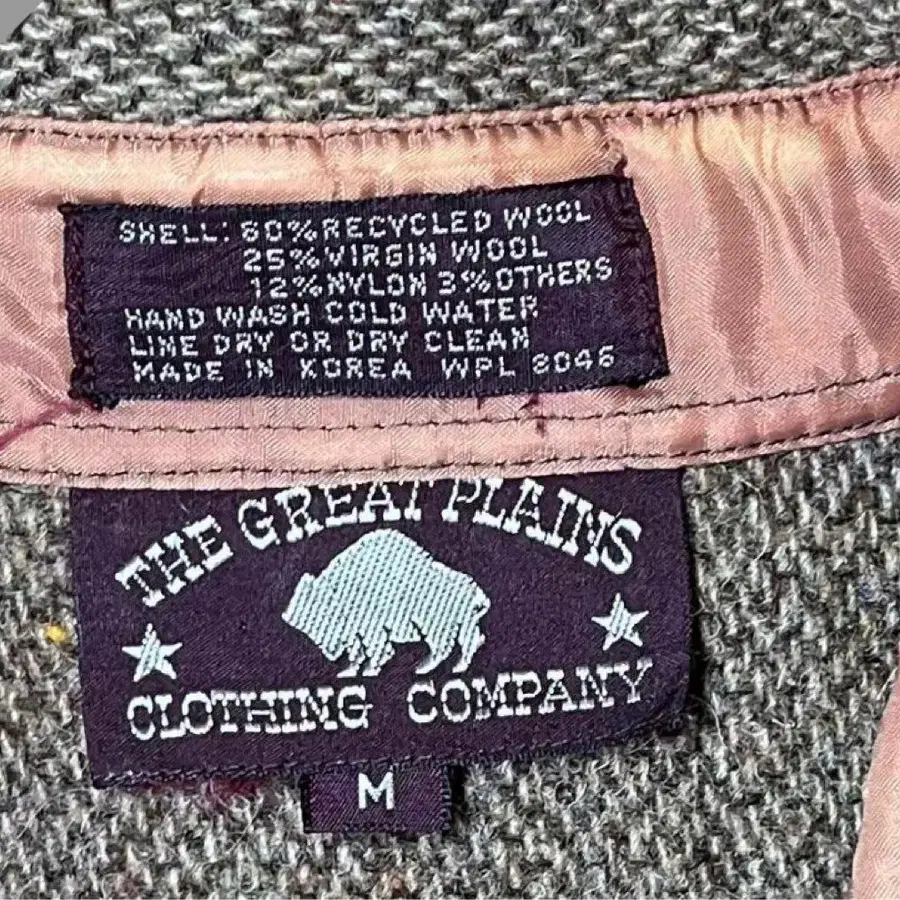 SHELL: 60% RECYCLED WOOL
25% VIRGIN WOOL
12% NYLON 3% OTHERS
HAND WASH COLD WATER
LINE DRY OR DRY CLEAN
MADE IN KOREA WPL 8046
THE GREAT PLAINS
CLOTHING COMPANY
M